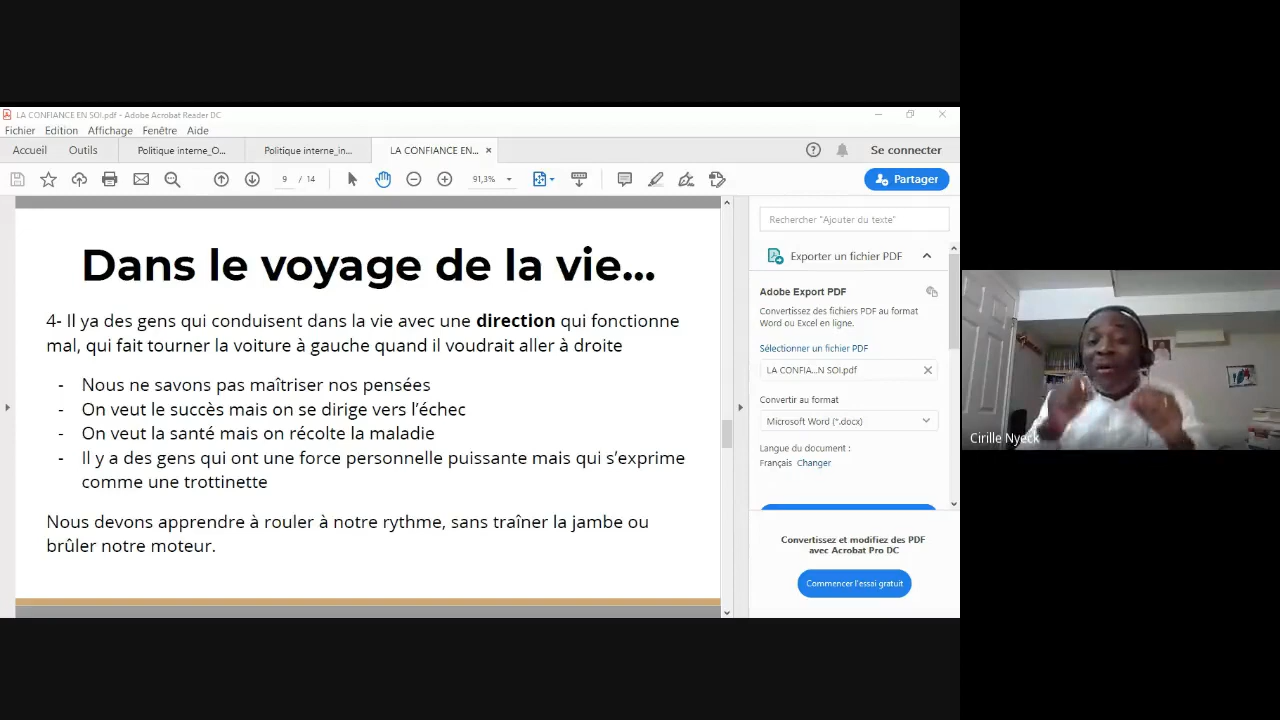 LA CONFIANCE EN SOI.pdf - Adobe Acrobat Reader DC
Fichier Edition Affichage Fenêtre Aide
Accueil Outils Politique interne_O... Politique interne_in... LA CONFIANCE EN... × Se connecter
9 / 14 91,3% Partager
Dans le voyage de la vie...
4- Il ya des gens qui conduisent dans la vie avec une direction qui fonctionne
mal, qui fait tourner la voiture à gauche quand il voudrait aller à droite
- Nous ne savons pas maîtriser nos pensées
- On veut le succès mais on se dirige vers l'échec
- On veut la santé mais on récolte la maladie
- Il y a des gens qui ont une force personnelle puissante mais qui s'exprime
comme une trottinette
Nous devons apprendre à rouler à notre rythme, sans traîner la jambe ou
brûler notre moteur.
Rechercher "Ajouter du texte"
Exporter un fichier PDF
Adobe Export PDF
Convertissez des fichiers PDF au format
Word ou Excel en ligne.
Sélectionner un fichier PDF
LA CONFIA...N SOI.pdf
Convertir au format
Microsoft Word (*.docx)
Langue du document :
Français Changer
Convertissez et modifiez des PDF
avec Acrobat Pro DC
Commencer l'essai gratuit
Cirille Nyeck